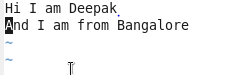 Hi I am Deepak.
And I am from Bangalore
~
~